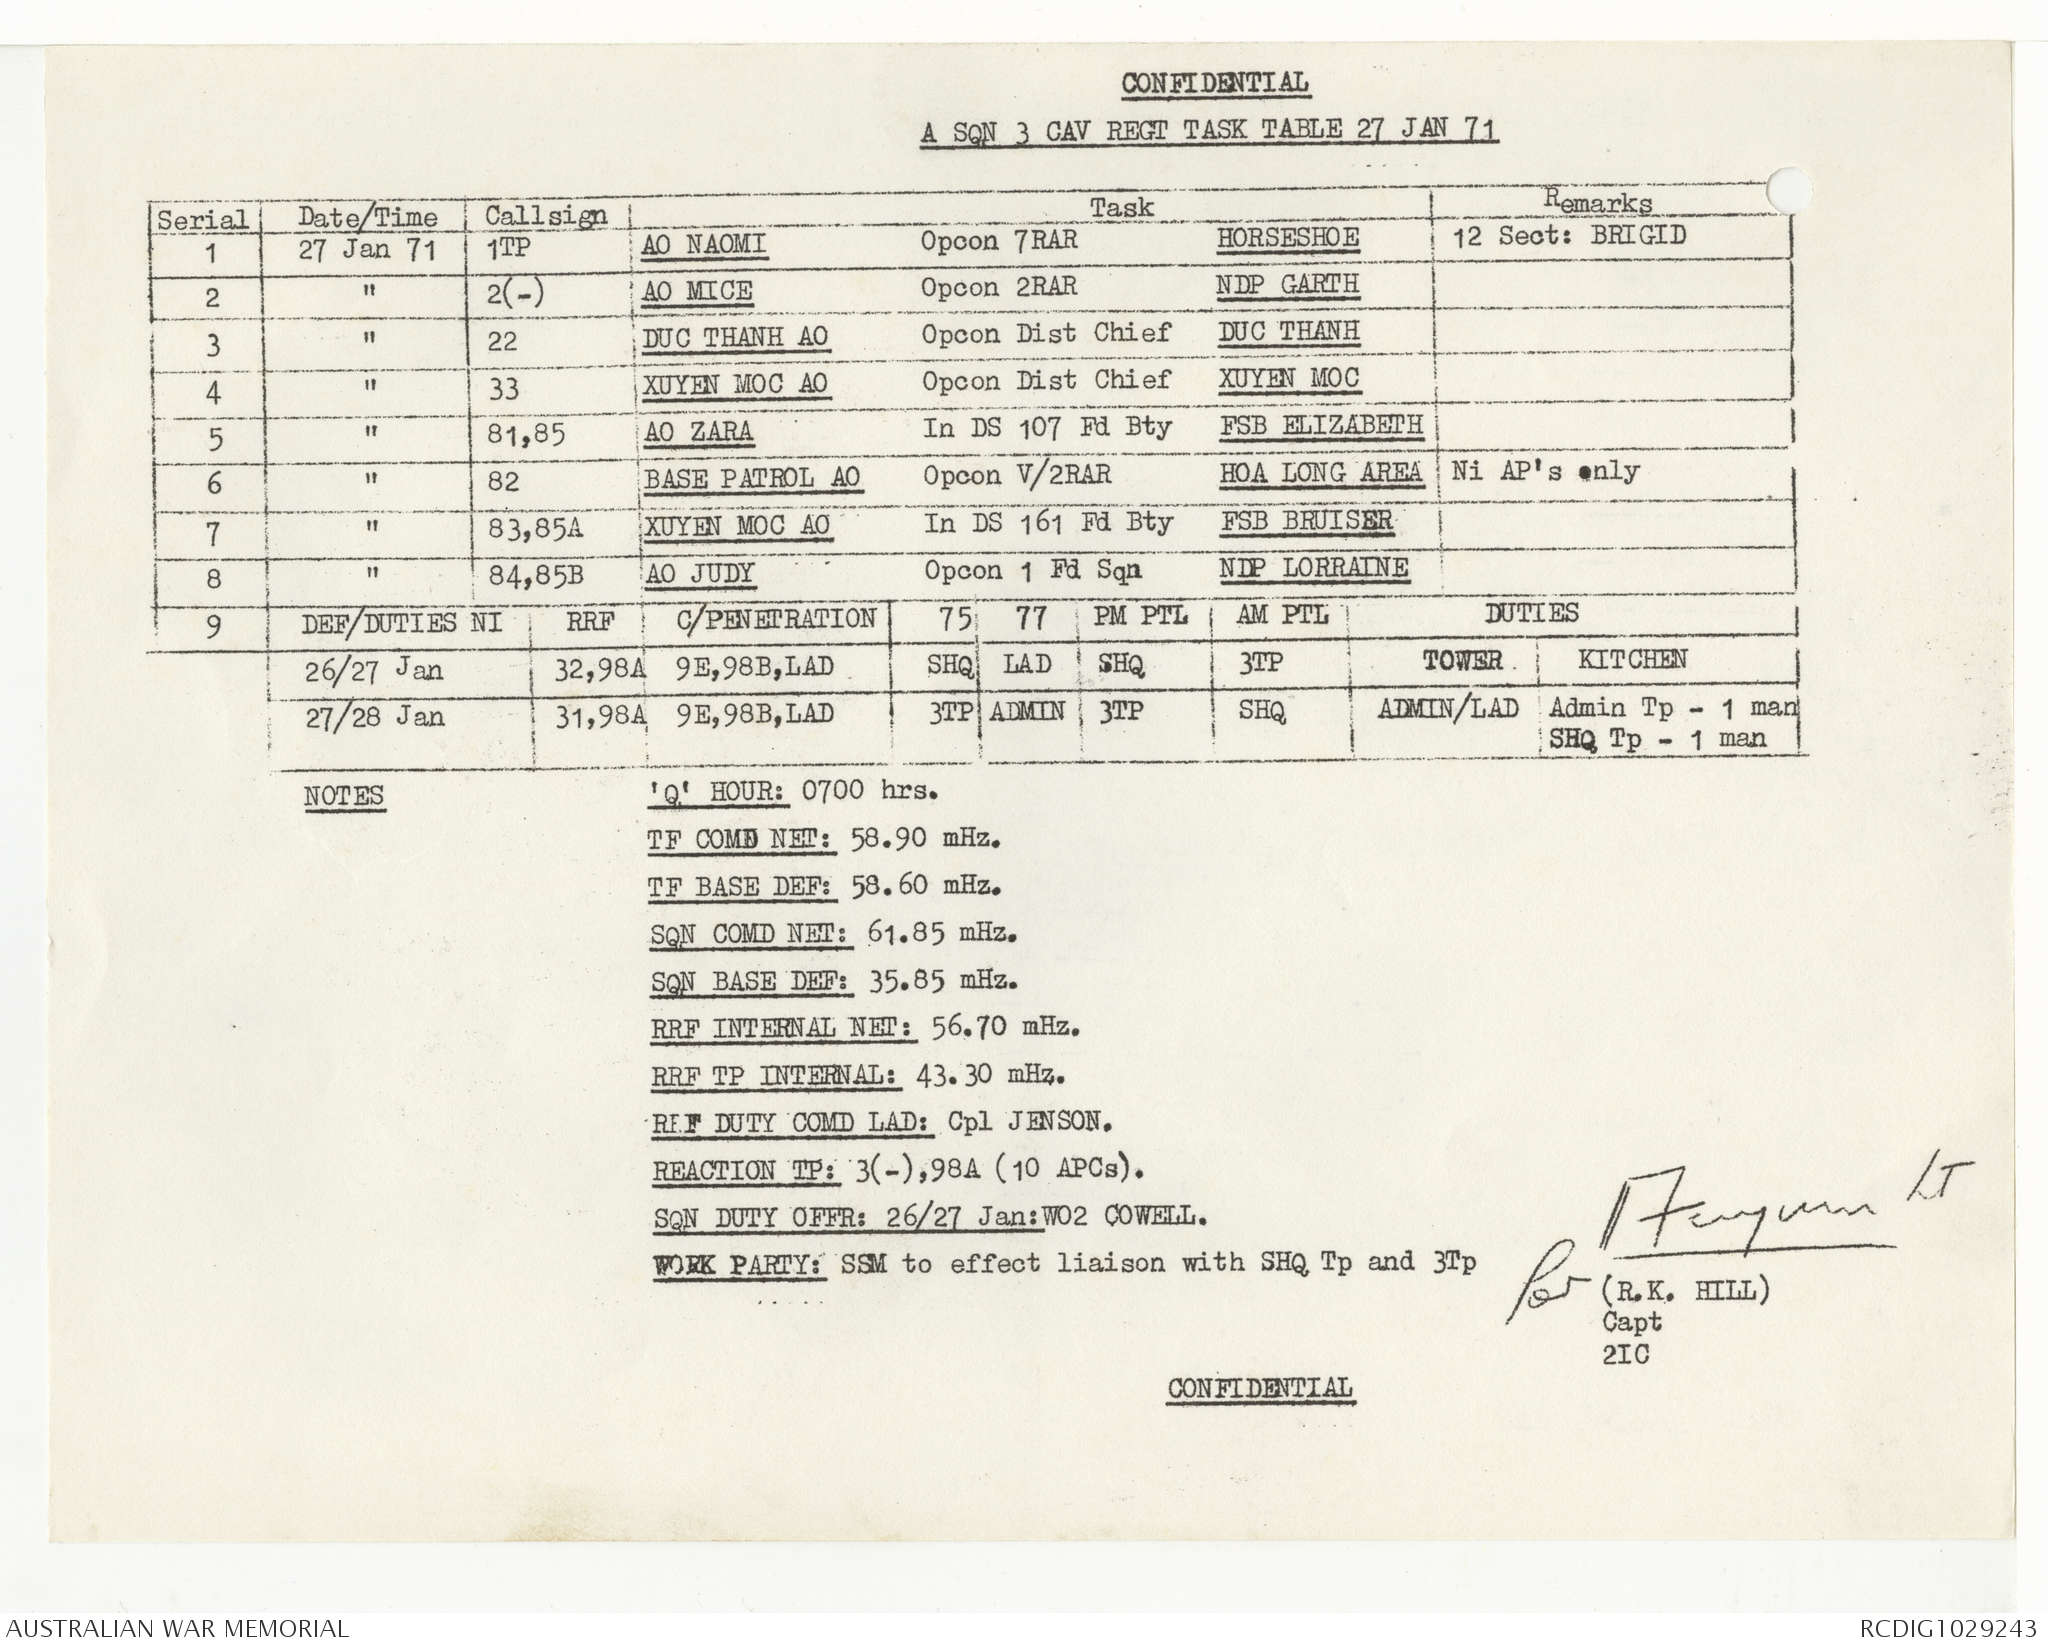 CONFIDENTIAL
A SQN 3 CAV REGT TASK TABLE 27 JAN 71
Serial Date/Time Callsign Task Remarks
1 27 Jan 71 1TP AO NAOMI Opcon 7RAR HORSESHOE 12 Sect: BRIGID
2 " 2(-) AO MICE Opcon 2RAR NDP GARTH
3 " 22 DUC THANH AO Opcon Dist Chief DUC THANH
4 " 33 XUYEN MOC AO Opcon Dist Chief XUYEN MOC
5 " 81,85 AO ZARA In DS 107 Fd Bty FSB ELIZABETH
6 " 82 BASE PATROL AO Opcon V/2RAR HOA LONG AREA Ni AP's only
7 " 83,85A XUYEN MOC AO In DS 161 Fd Bty FSB BRUISER
8 " 84,85B AO JUDY Opcon 1 Fd Sqn NDP LORRAINE
9 DEF/DUTIES NI RRF C/PENETRATION 75 77 PM PTL AM PTL DUTIES
26/27 Jan 32,98A 9E,98B,LAD SHQ LAD SHQ 3TP TOWER KITCHEN
27/28 Jan 31,98A 9E,98B,LAD 3TP ADMIN 3TP SHQ ADMIN/LAD Admin Tp - 1 man
SHQ Tp - 1 man
NOTES 'Q' HOUR: 0700 hrs.
TF COMD NET: 58.90 mHz.
TF BASE DEF: 58.60 mHz.
SQN COMD NET: 61.85 mHz.
SQN BASE DEF: 35.85 mHz.
RRF INTERNAL NET: 56.70 mHz.
RRF TP INTERNAL: 43.30 mHz.
RRF DUTY COMD LAD: Cpl JENSON.
REACTION TP: 3(-),98A (10 APCs).
SQN DUTY OFFR: 26/27 Jan:WO2 COWELL.
WORK PARTY: SSM to effect liaison with SHQ Tp and 3Tp
LT
for (R.K. HILL)
Capt
2IC
CONFIDENTIAL
AUSTRALIAN WAR MEMORIAL RCDIG1029243